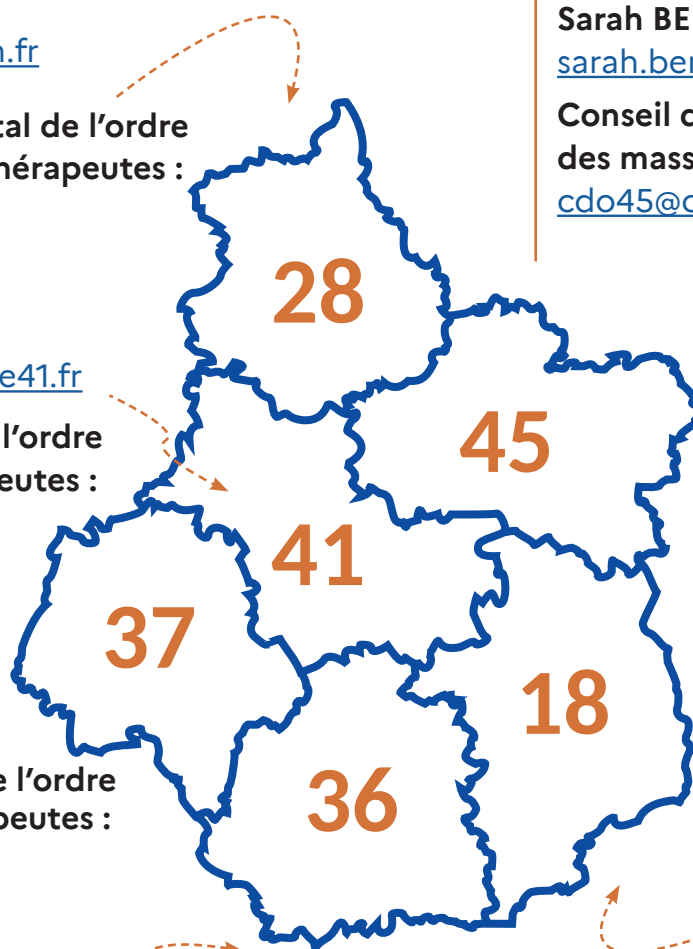 n.fr
tal de l'ordre
hérapeutes :
Sarah BE
sarah.ber
Conseil d
des mass
cdo45@c
28
e41.fr
l'ordre
eutes :
45
41
37
18
e l'ordre
peutes :
36